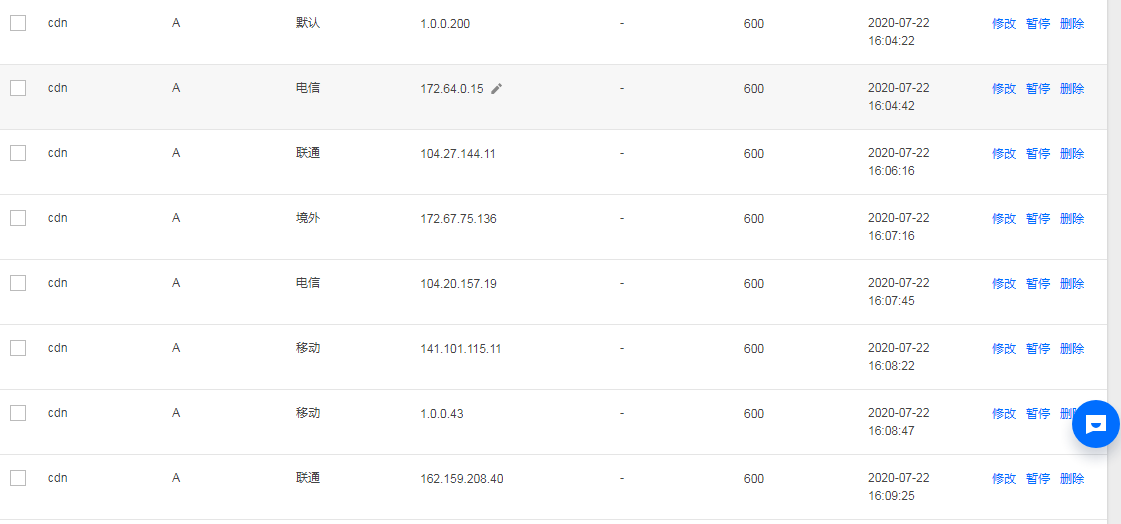 cdn A 默认 1.0.0.200 - 600 2020-07-22 修改 暂停 删除
16:04:22
cdn A 电信 172.64.0.15 - 600 2020-07-22 修改 暂停 删除
16:04:42
cdn A 联通 104.27.144.11 - 600 2020-07-22 修改 暂停 删除
16:06:16
cdn A 境外 172.67.75.136 - 600 2020-07-22 修改 暂停 删除
16:07:16
cdn A 电信 104.20.157.19 - 600 2020-07-22 修改 暂停 删除
16:07:45
cdn A 移动 141.101.115.11 - 600 2020-07-22 修改 暂停 删除
16:08:22
cdn A 移动 1.0.0.43 - 600 2020-07-22 修改 暂停 删除
16:08:47
cdn A 联通 162.159.208.40 - 600 2020-07-22 修改 暂停 删除
16:09:25